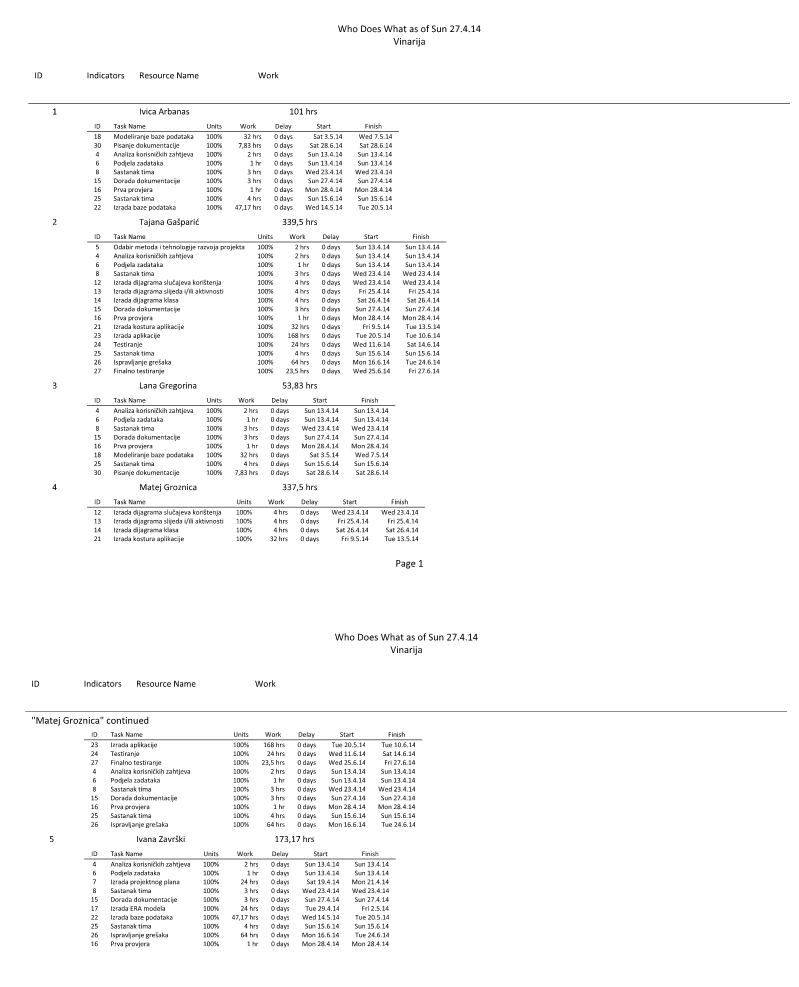 Who Does What as of Sun 27.4.14
Vinarija
ID Indicators Resource Name Work
1 Ivica Arbanas 101 hrs
ID Task Name Units Work Delay Start Finish
18 Modeliranje baze podataka 100% 32 hrs 0 days Sat 3.5.14 Wed 7.5.14
30 Pisanje dokumentacije 100% 7,83 hrs 0 days Sat 28.6.14 Sat 28.6.14
4 Analiza korisničkih zahtjeva 100% 2 hrs 0 days Sun 13.4.14 Sun 13.4.14
6 Podjela zadataka 100% 1 hr 0 days Sun 13.4.14 Sun 13.4.14
8 Sastanak tima 100% 3 hrs 0 days Wed 23.4.14 Wed 23.4.14
15 Dorada dokumentacije 100% 3 hrs 0 days Sun 27.4.14 Sun 27.4.14
16 Prva provjera 100% 1 hr 0 days Mon 28.4.14 Mon 28.4.14
25 Sastanak tima 100% 4 hrs 0 days Sun 15.6.14 Sun 15.6.14
22 Izrada baze podataka 100% 47,17 hrs 0 days Wed 14.5.14 Tue 20.5.14
2 Tajana Gašparić 339,5 hrs
ID Task Name Units Work Delay Start Finish
5 Odabir metoda i tehnologije razvoja projekta 100% 2 hrs 0 days Sun 13.4.14 Sun 13.4.14
4 Analiza korisničkih zahtjeva 100% 2 hrs 0 days Sun 13.4.14 Sun 13.4.14
6 Podjela zadataka 100% 1 hr 0 days Sun 13.4.14 Sun 13.4.14
8 Sastanak tima 100% 3 hrs 0 days Wed 23.4.14 Wed 23.4.14
12 Izrada dijagrama slučajeva korištenja 100% 4 hrs 0 days Wed 23.4.14 Wed 23.4.14
13 Izrada dijagrama slijeda i/ili aktivnosti 100% 4 hrs 0 days Fri 25.4.14 Fri 25.4.14
14 Izrada dijagrama klasa 100% 4 hrs 0 days Sat 26.4.14 Sat 26.4.14
15 Dorada dokumentacije 100% 3 hrs 0 days Sun 27.4.14 Sun 27.4.14
16 Prva provjera 100% 1 hr 0 days Mon 28.4.14 Mon 28.4.14
21 Izrada kostura aplikacije 100% 32 hrs 0 days Fri 9.5.14 Tue 13.5.14
23 Izrada aplikacije 100% 168 hrs 0 days Tue 20.5.14 Tue 10.6.14
24 Testiranje 100% 24 hrs 0 days Wed 11.6.14 Sat 14.6.14
25 Sastanak tima 100% 4 hrs 0 days Sun 15.6.14 Sun 15.6.14
26 Ispravljanje grešaka 100% 64 hrs 0 days Mon 16.6.14 Tue 24.6.14
27 Finalno testiranje 100% 23,5 hrs 0 days Wed 25.6.14 Fri 27.6.14
3 Lana Gregorina 53,83 hrs
ID Task Name Units Work Delay Start Finish
4 Analiza korisničkih zahtjeva 100% 2 hrs 0 days Sun 13.4.14 Sun 13.4.14
6 Podjela zadataka 100% 1 hr 0 days Sun 13.4.14 Sun 13.4.14
8 Sastanak tima 100% 3 hrs 0 days Wed 23.4.14 Wed 23.4.14
15 Dorada dokumentacije 100% 3 hrs 0 days Sun 27.4.14 Sun 27.4.14
16 Prva provjera 100% 1 hr 0 days Mon 28.4.14 Mon 28.4.14
18 Modeliranje baze podataka 100% 32 hrs 0 days Sat 3.5.14 Wed 7.5.14
25 Sastanak tima 100% 4 hrs 0 days Sun 15.6.14 Sun 15.6.14
30 Pisanje dokumentacije 100% 7,83 hrs 0 days Sat 28.6.14 Sat 28.6.14
4 Matej Groznica 337,5 hrs
ID Task Name Units Work Delay Start Finish
12 Izrada dijagrama slučajeva korištenja 100% 4 hrs 0 days Wed 23.4.14 Wed 23.4.14
13 Izrada dijagrama slijeda i/ili aktivnosti 100% 4 hrs 0 days Fri 25.4.14 Fri 25.4.14
14 Izrada dijagrama klasa 100% 4 hrs 0 days Sat 26.4.14 Sat 26.4.14
21 Izrada kostura aplikacije 100% 32 hrs 0 days Fri 9.5.14 Tue 13.5.14
Page 1
Who Does What as of Sun 27.4.14
Vinarija
ID Indicators Resource Name Work
"Matej Groznica" continued
ID Task Name Units Work Delay Start Finish
23 Izrada aplikacije 100% 168 hrs 0 days Tue 20.5.14 Tue 10.6.14
24 Testiranje 100% 24 hrs 0 days Wed 11.6.14 Sat 14.6.14
27 Finalno testiranje 100% 23,5 hrs 0 days Wed 25.6.14 Fri 27.6.14
4 Analiza korisničkih zahtjeva 100% 2 hrs 0 days Sun 13.4.14 Sun 13.4.14
6 Podjela zadataka 100% 1 hr 0 days Sun 13.4.14 Sun 13.4.14
8 Sastanak tima 100% 3 hrs 0 days Wed 23.4.14 Wed 23.4.14
15 Dorada dokumentacije 100% 3 hrs 0 days Sun 27.4.14 Sun 27.4.14
16 Prva provjera 100% 1 hr 0 days Mon 28.4.14 Mon 28.4.14
25 Sastanak tima 100% 4 hrs 0 days Sun 15.6.14 Sun 15.6.14
26 Ispravljanje grešaka 100% 64 hrs 0 days Mon 16.6.14 Tue 24.6.14
5 Ivana Završki 173,17 hrs
ID Task Name Units Work Delay Start Finish
4 Analiza korisničkih zahtjeva 100% 2 hrs 0 days Sun 13.4.14 Sun 13.4.14
6 Podjela zadataka 100% 1 hr 0 days Sun 13.4.14 Sun 13.4.14
7 Izrada projektnog plana 100% 24 hrs 0 days Sat 19.4.14 Mon 21.4.14
8 Sastanak tima 100% 3 hrs 0 days Wed 23.4.14 Wed 23.4.14
15 Dorada dokumentacije 100% 3 hrs 0 days Sun 27.4.14 Sun 27.4.14
17 Izrada ERA modela 100% 24 hrs 0 days Tue 29.4.14 Fri 2.5.14
22 Izrada baze podataka 100% 47,17 hrs 0 days Wed 14.5.14 Tue 20.5.14
25 Sastanak tima 100% 4 hrs 0 days Sun 15.6.14 Sun 15.6.14
26 Ispravljanje grešaka 100% 64 hrs 0 days Mon 16.6.14 Tue 24.6.14
16 Prva provjera 100% 1 hr 0 days Mon 28.4.14 Mon 28.4.14